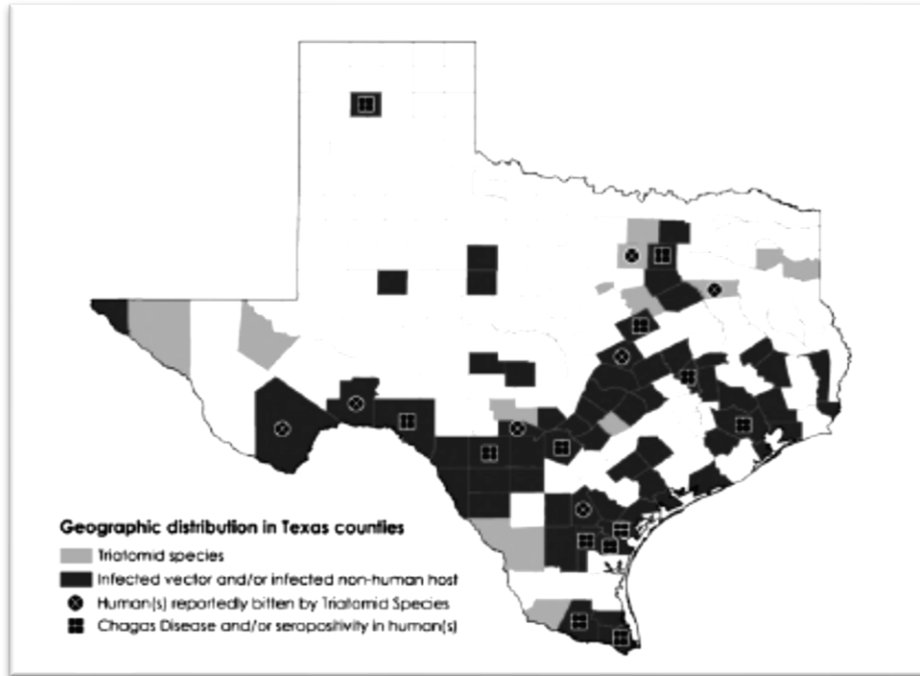 Geographic distribution in Texas counties
Triatomid species
Infected vector and/or infected non-human host
Human(s) reportedly bitten by Triatomid Species
Chagas Disease and/or seropositivity in human(s)